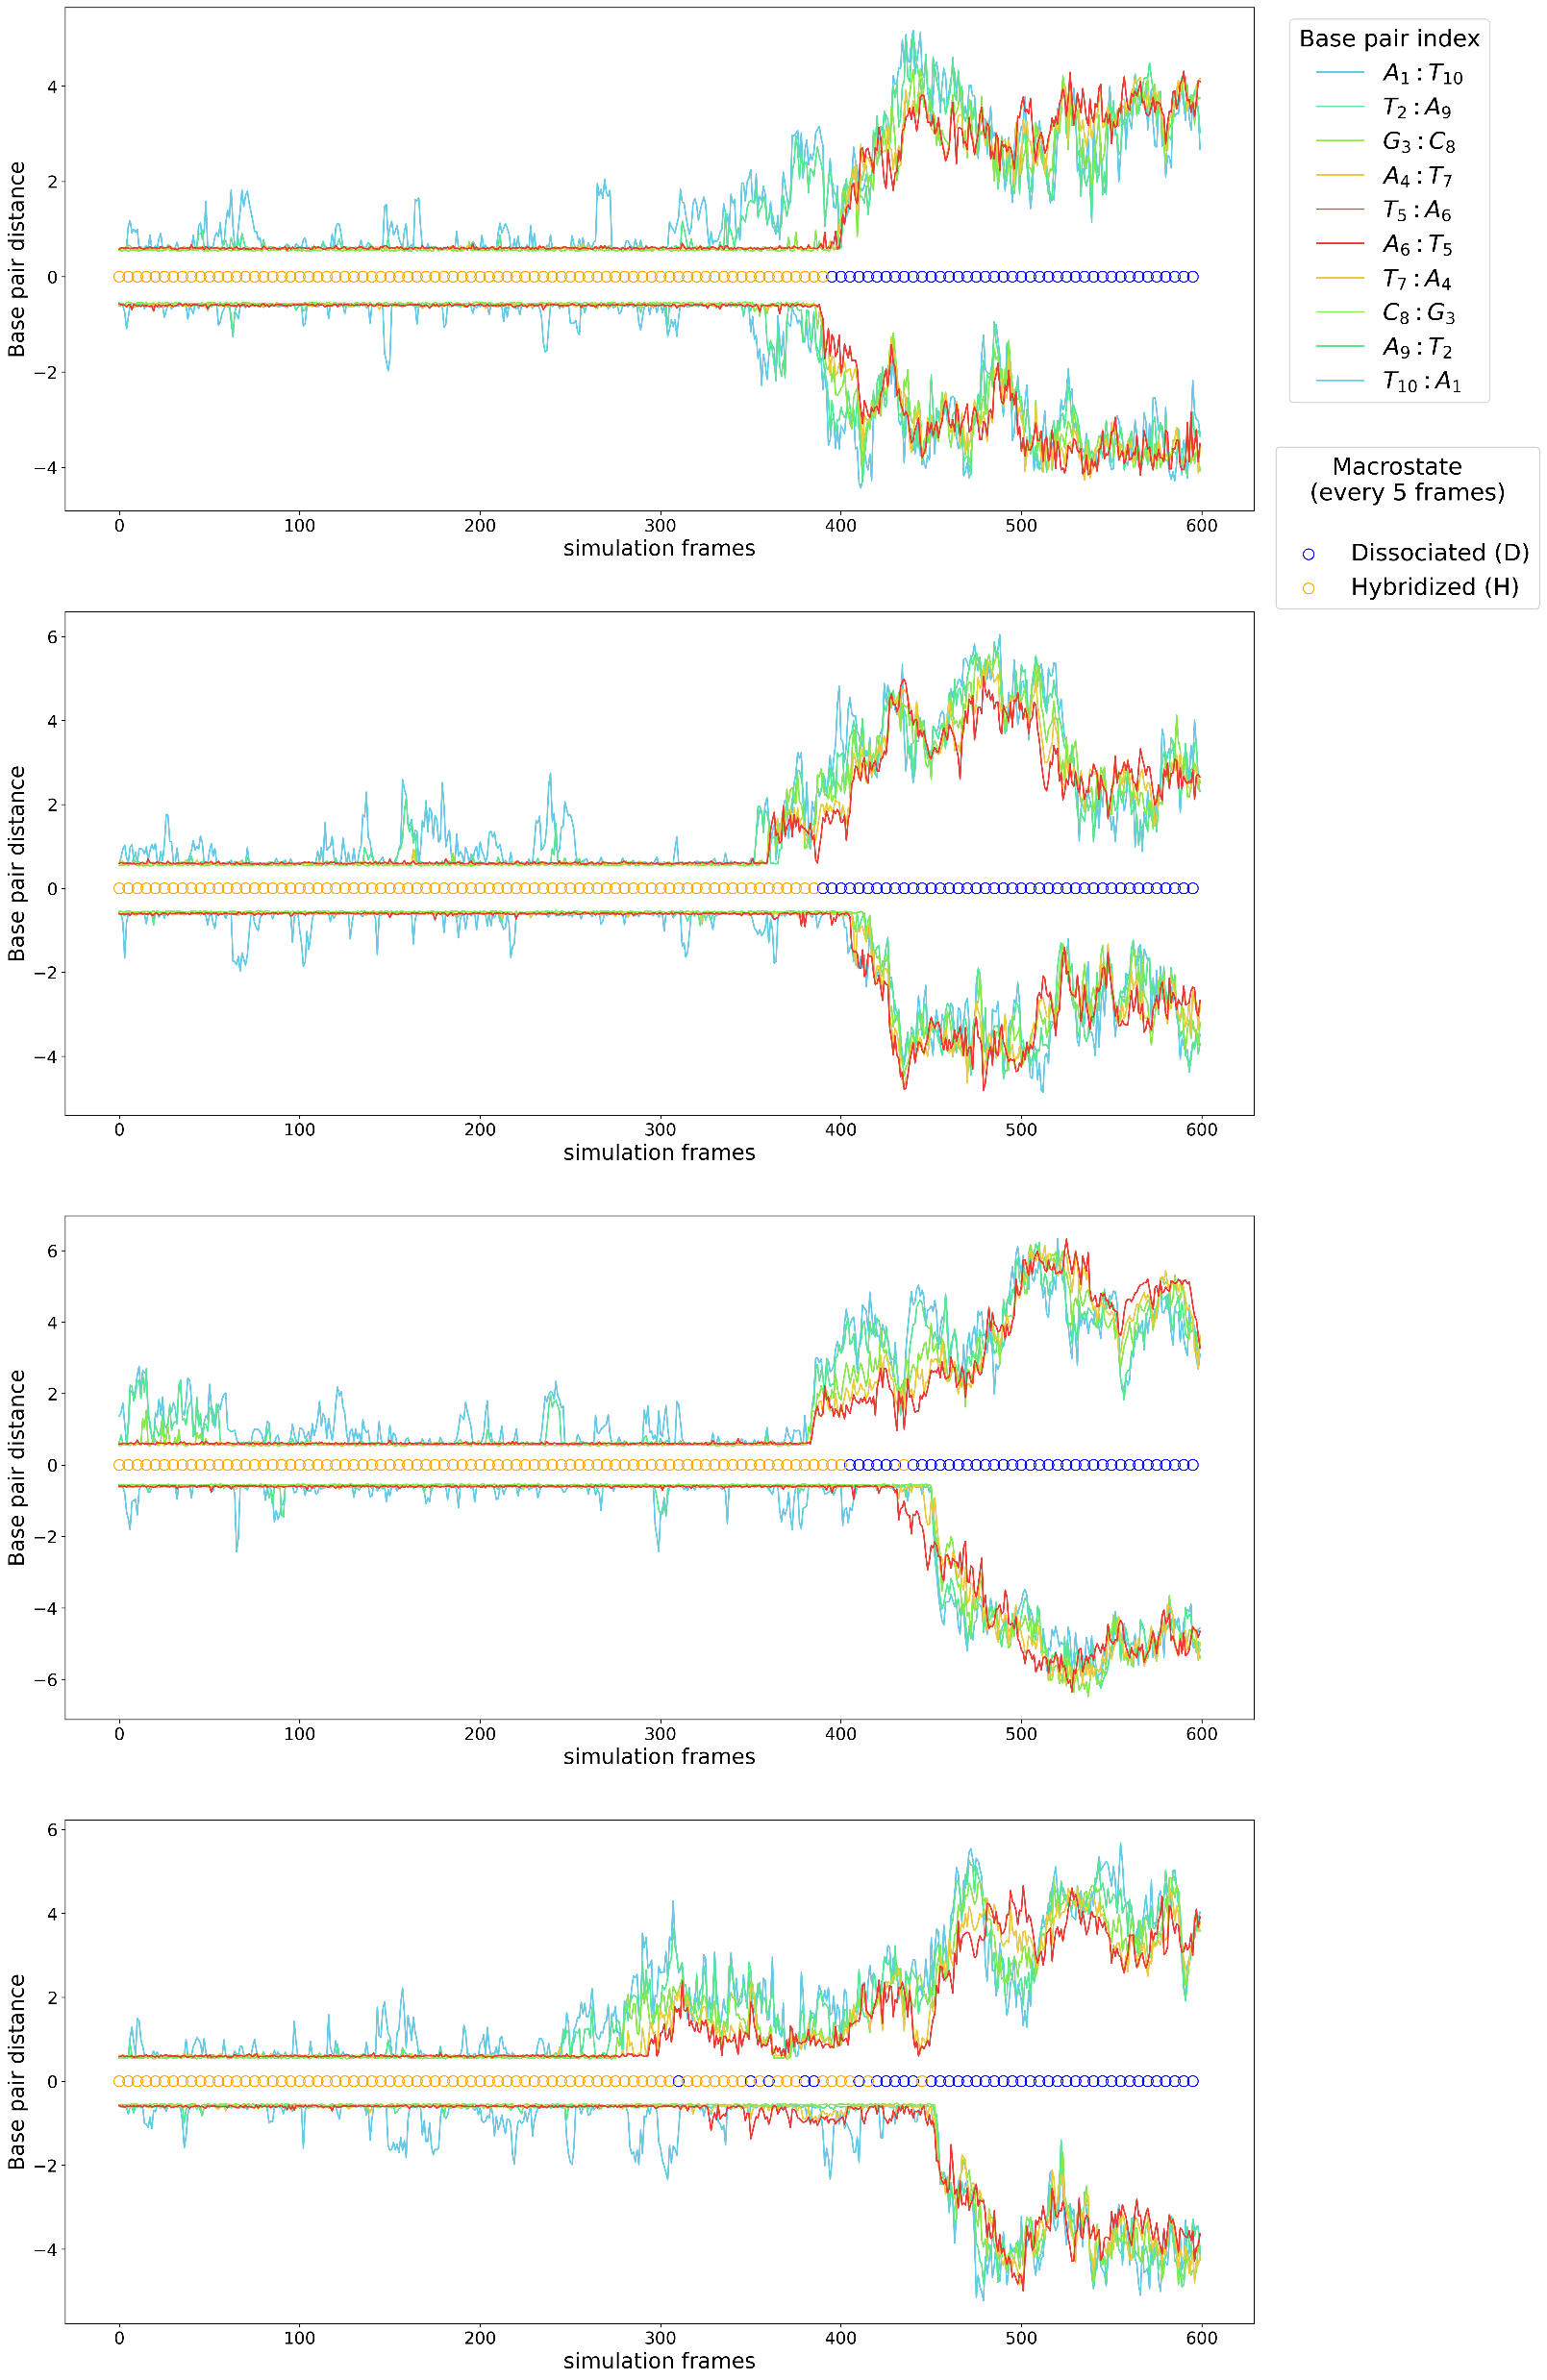 4
2
0
−2
−4
Base pair distance
0 100 200 300 400 500 600
simulation frames
Base pair index
A1 : T10
T2 : A9
G3 : C8
A4 : T7
T5 : A6
A6 : T5
T7 : A4
C8 : G3
A9 : T2
T10 : A1
Macrostate
(every 5 frames)
Dissociated (D)
Hybridized (H)
6
4
2
0
−2
−4
Base pair distance
0 100 200 300 400 500 600
simulation frames
6
4
2
0
−2
−4
−6
Base pair distance
0 100 200 300 400 500 600
simulation frames
6
4
2
0
−2
−4
Base pair distance
0 100 200 300 400 500 600
simulation frames